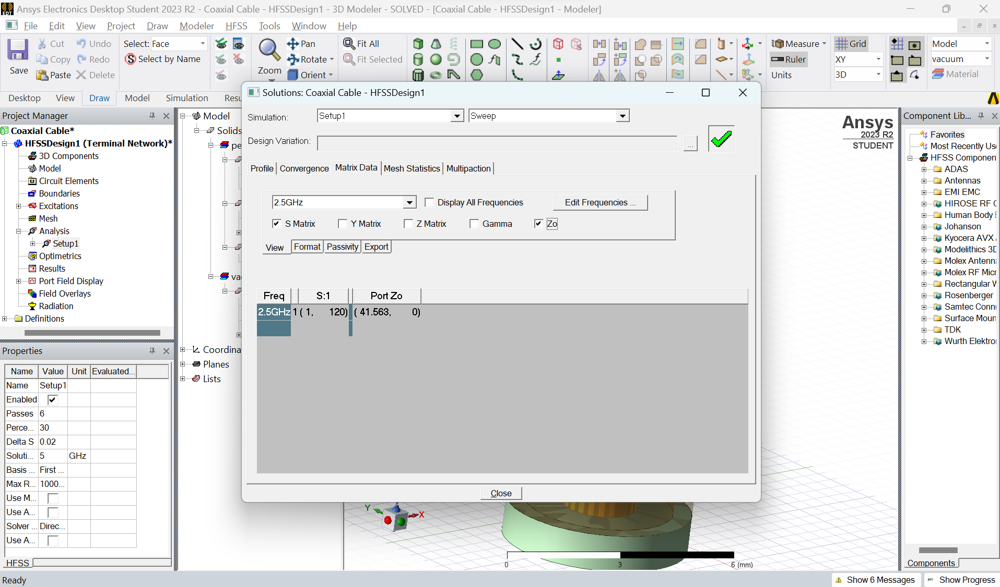 Ansys Electronics Desktop Student 2023 R2 - Coaxial Cable - HFSSDesign1 - 3D Modeler - SOLVED - [Coaxial Cable - HFSSDesign1 - Modeler]
File Edit View Project Draw Modeler HFSS Tools Window Help
Save
Cut
Copy
Paste
Undo
Redo
Delete
Select: Face
Select by Name
Zoom
Pan
Rotate
Orient
Fit All
Fit Selected
Measure
Ruler
Units
Grid
XY
3D
Model
vacuum
Material
Desktop View Draw Model Simulation
Project Manager
Coaxial Cable*
HFSSDesign1 (Terminal Network)*
3D Components
Model
Circuit Elements
Boundaries
Excitations
Mesh
Analysis
Setup1
Optimetrics
Results
Port Field Display
Field Overlays
Radiation
Definitions
Properties
Name Value Unit Evaluated...
Name Setup1
Enabled
Passes 6
Perce... 30
Delta S 0.02
Soluti... 5 GHz
Basis ... First ...
Max R... 1000...
Use M...
Use A...
Solver ... Direc...
Use A...
HFSS
Model
Solids
Coordina
Planes
Lists
Solutions: Coaxial Cable - HFSSDesign1
Simulation: Setup1 Sweep
Design Variation: ...
Profile Convergence Matrix Data Mesh Statistics Multipaction
2.5GHz Display All Frequencies Edit Frequencies ...
S Matrix Y Matrix Z Matrix Gamma Zo
View Format Passivity Export
Freq S:1 Port Zo
2.5GHz 1 ( 1, 120) ( 41.563, 0)
Close
Ansys
2023 R2
STUDENT
Y
X
0 3 6 (mm)
Component Lib...
Favorites
Most Recently Us
HFSS Componen
ADAS
Antennas
EMI EMC
HIROSE RF
Human Body
Johanson
Kyocera AVX
Modelithics 3D
Molex Antenn
Molex RF Micr
Rectangular
Rosenberger
Samtec Conn
Surface Moun
TDK
Wurth Elektro
Components
Ready
Show 6 Messages
Show Progress